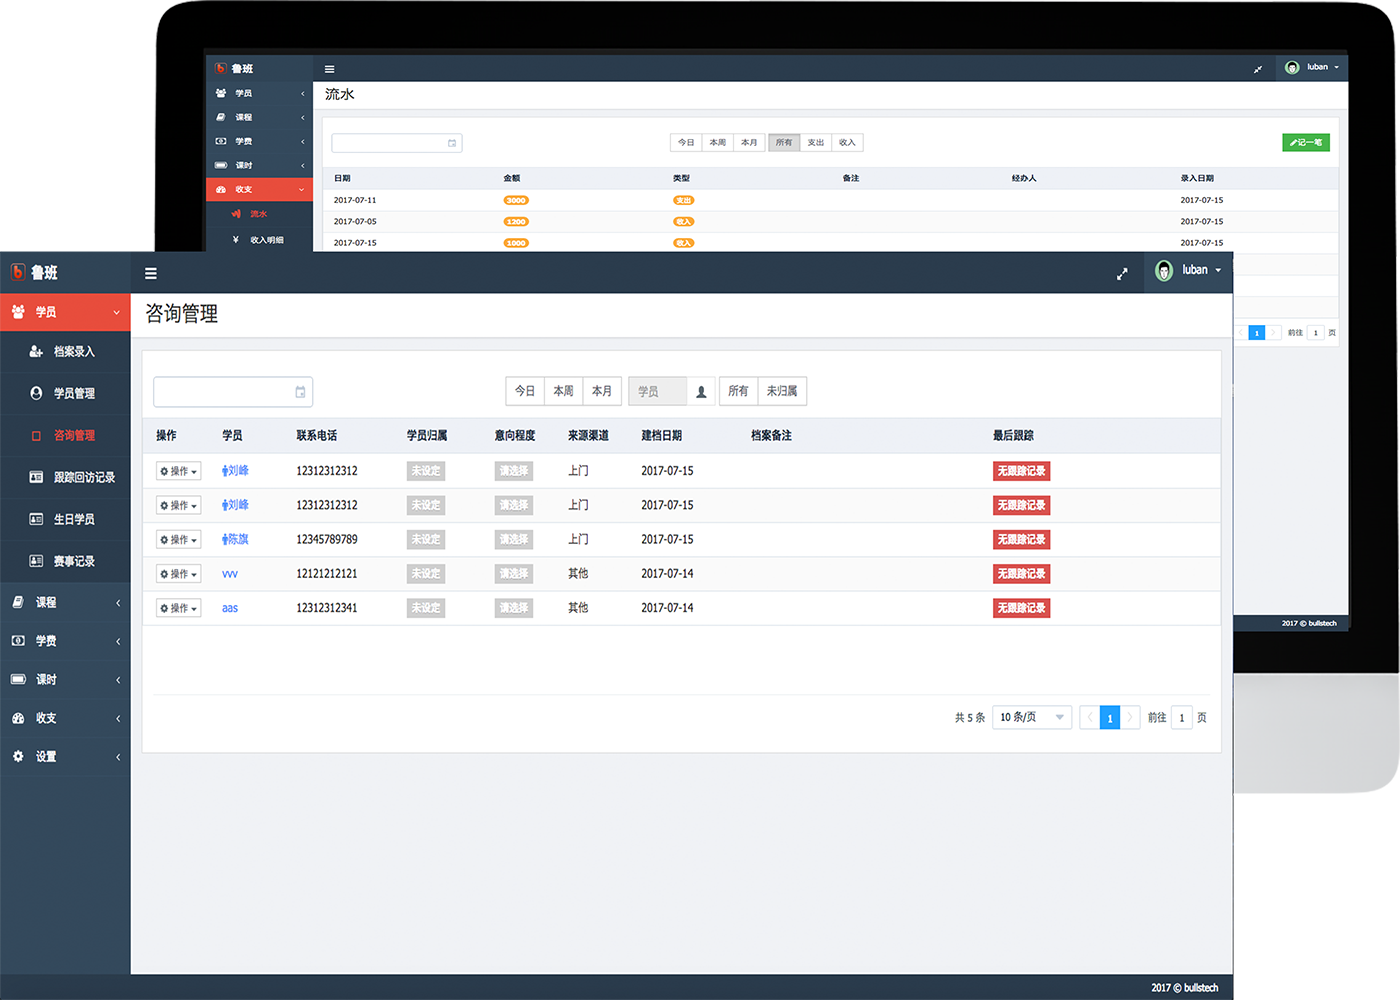 鲁班
luban
学员
流水
课程
学费
今日 本周 本月 所有 支出 收入
记一笔
课时
日期 金额 类型 备注 经办人 录入日期
收支
2017-07-11 3000 支出 2017-07-15
流水
2017-07-05 1200 收入 2017-07-15
¥ 收入明细
2017-07-15 1000 收入 2017-07-15
1 前往 1 页
2017 © bullstech
鲁班
luban
学员
咨询管理
档案录入
学员管理
今日 本周 本月 学员 所有 未归属
咨询管理
操作 学员 联系电话 学员归属 意向程度 来源渠道 建档日期 档案备注 最后跟踪
跟踪回访记录
操作 刘峰 12312312312 未设定 请选择 上门 2017-07-15 无跟踪记录
操作 刘峰 12312312312 未设定 请选择 上门 2017-07-15 无跟踪记录
生日学员
操作 陈旗 12345789789 未设定 请选择 上门 2017-07-15 无跟踪记录
赛事记录
操作 vvv 12121212121 未设定 请选择 其他 2017-07-14 无跟踪记录
课程
操作 aas 12312312341 未设定 请选择 其他 2017-07-14 无跟踪记录
学费
课时
收支
共 5 条 10 条/页 1 前往 1 页
设置
2017 © bullstech